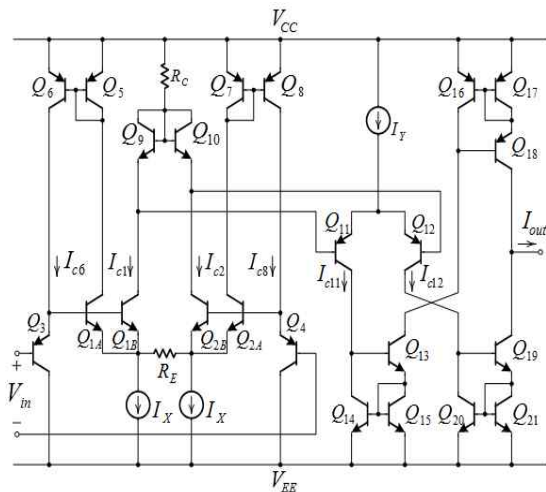 V_CC
Q_6 Q_5 R_C Q_7 Q_8 Q_16 Q_17
Q_9 Q_10 I_Y Q_18
Q_11 Q_12 I_out
I_c6 I_c1 I_c2 I_c8 I_c11 I_c12
Q_3 Q_1A Q_1B Q_2B Q_2A Q_4 Q_13 Q_19
+ R_E
V_in I_X I_X Q_14 Q_15 Q_20 Q_21
−
V_EE